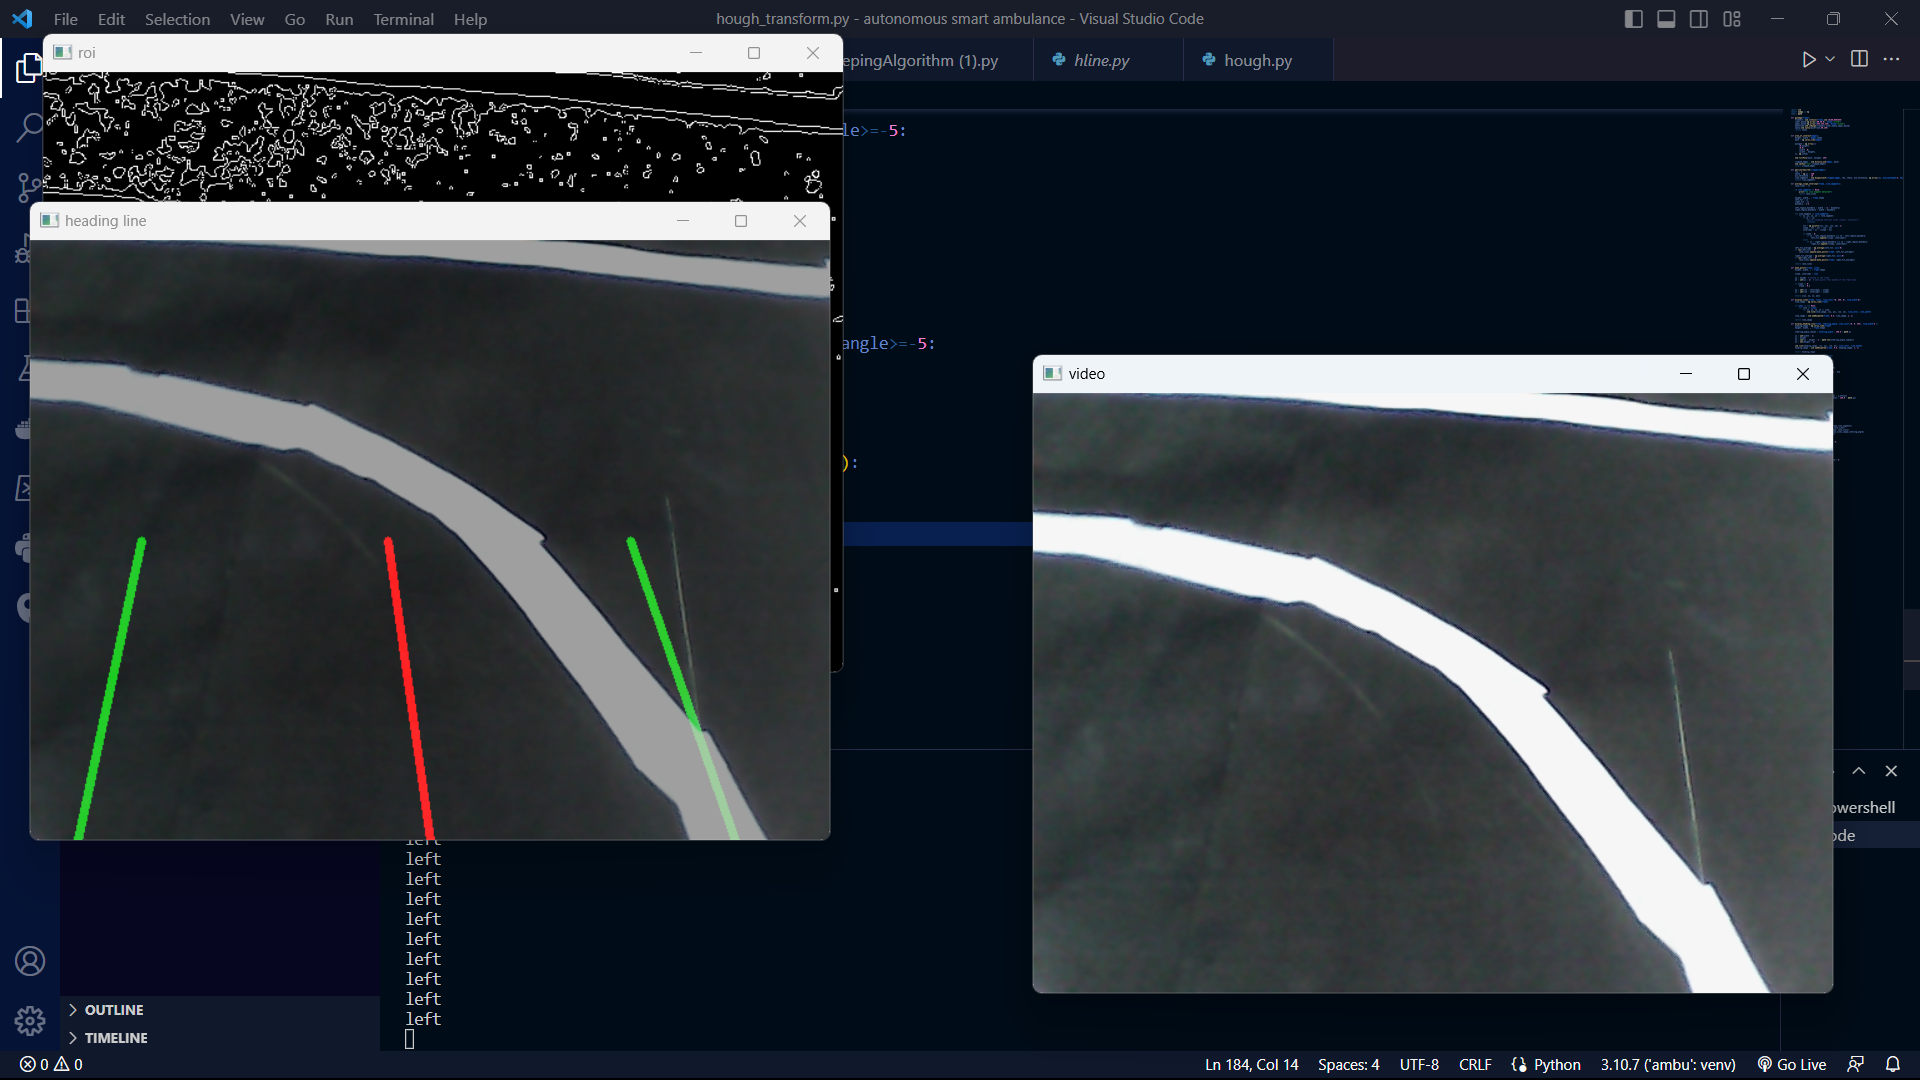 File Edit Selection View Go Run Terminal Help
hough_transform.py - autonomous smart ambulance - Visual Studio Code
roi
epingAlgorithm (1).py
hline.py
hough.py
le>=-5:
heading line
angle>=-5:
video
):
owershell
ode
left
left
left
left
left
left
left
left
left
left
OUTLINE
TIMELINE
0 0
Ln 184, Col 14
Spaces: 4
UTF-8
CRLF
Python
3.10.7 ('ambu': venv)
Go Live